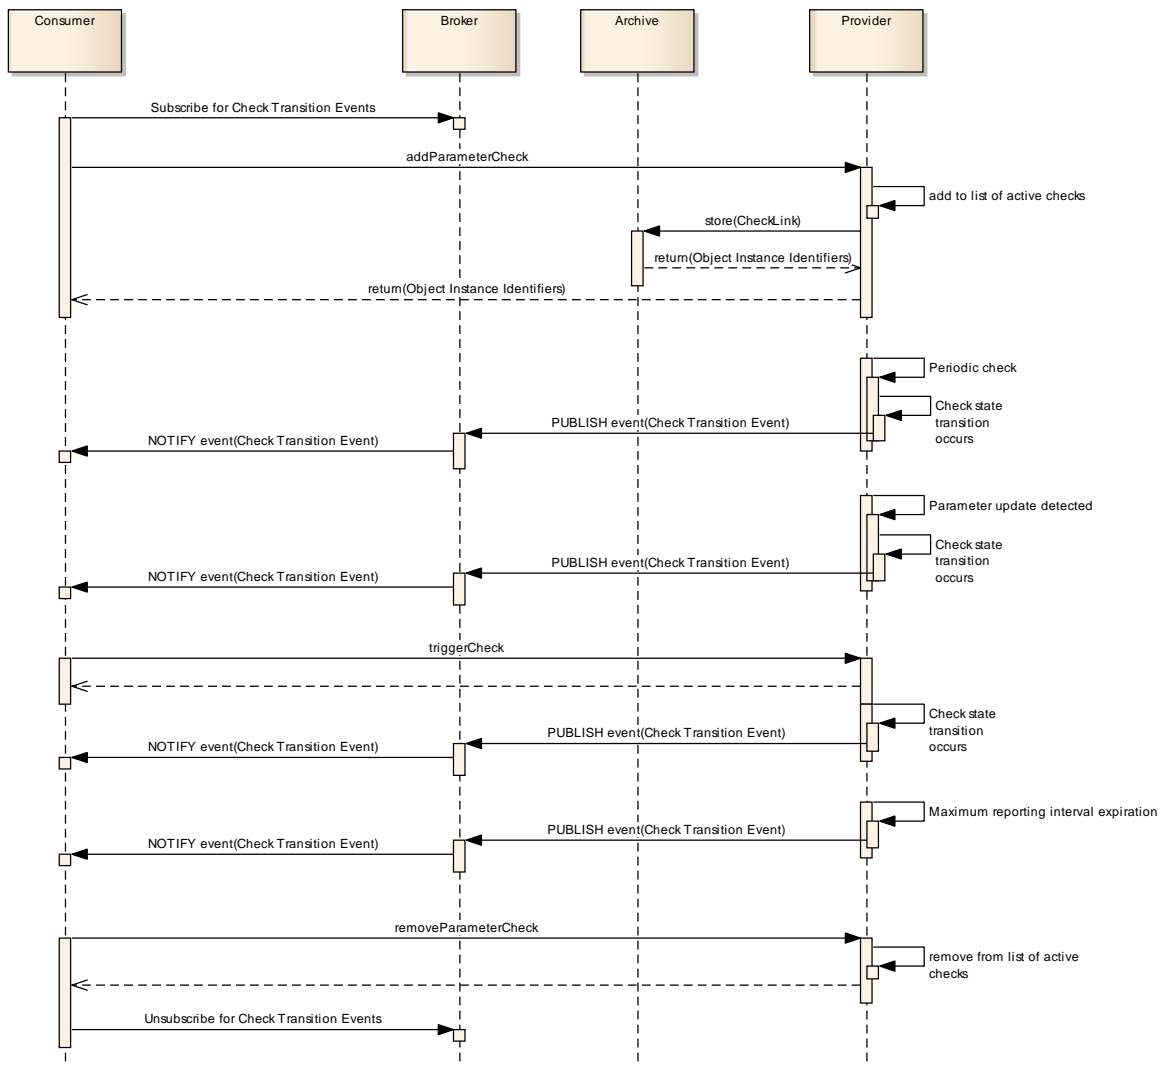 Consumer
Broker
Archive
Provider
Subscribe for Check Transition Events
addParameterCheck
add to list of active checks
store(CheckLink)
return(Object Instance Identifiers)
return(Object Instance Identifiers)
Periodic check
Check state
transition
occurs
PUBLISH event(Check Transition Event)
NOTIFY event(Check Transition Event)
Parameter update detected
Check state
transition
occurs
PUBLISH event(Check Transition Event)
NOTIFY event(Check Transition Event)
triggerCheck
Check state
transition
occurs
PUBLISH event(Check Transition Event)
NOTIFY event(Check Transition Event)
Maximum reporting interval expiration
PUBLISH event(Check Transition Event)
NOTIFY event(Check Transition Event)
removeParameterCheck
remove from list of active
checks
Unsubscribe for Check Transition Events